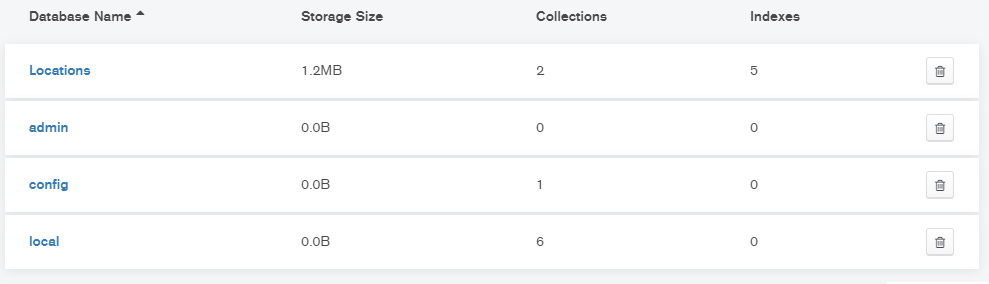 Database Name Storage Size Collections Indexes
Locations 1.2MB 2 5
admin 0.0B 0 0
config 0.0B 1 0
local 0.0B 6 0